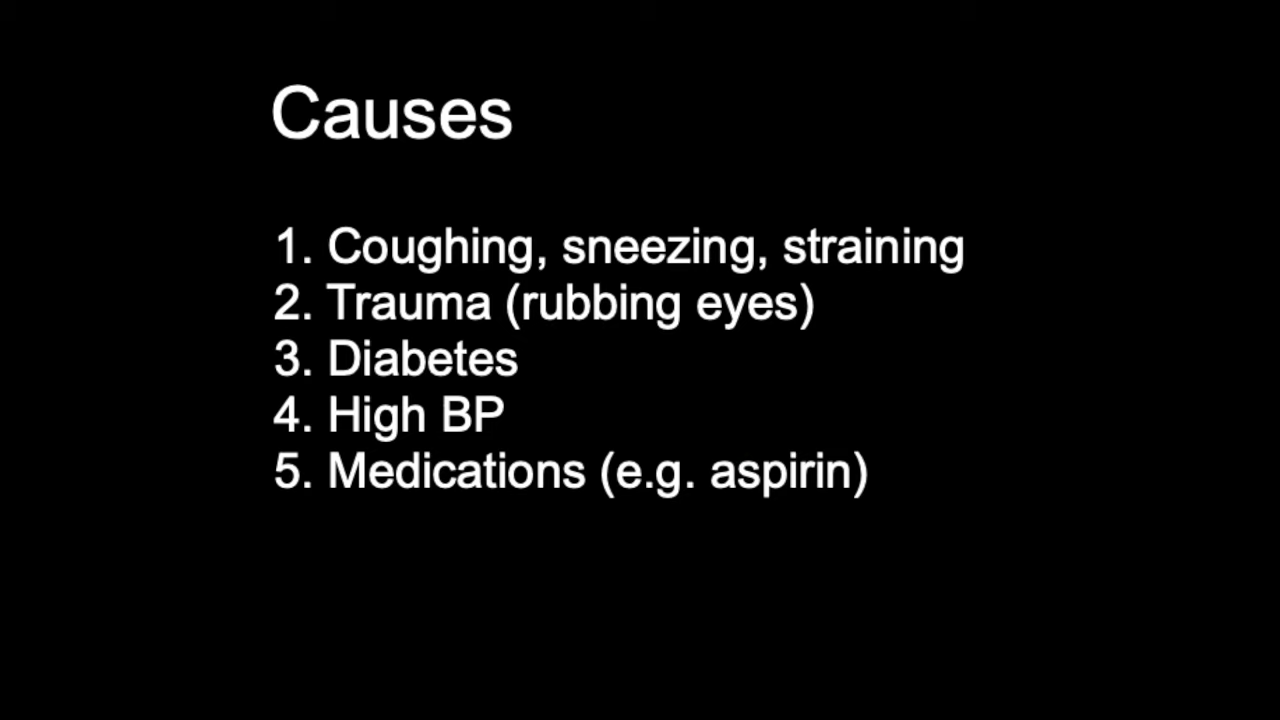 Causes
1. Coughing, sneezing, straining
2. Trauma (rubbing eyes)
3. Diabetes
4. High BP
5. Medications (e.g. aspirin)